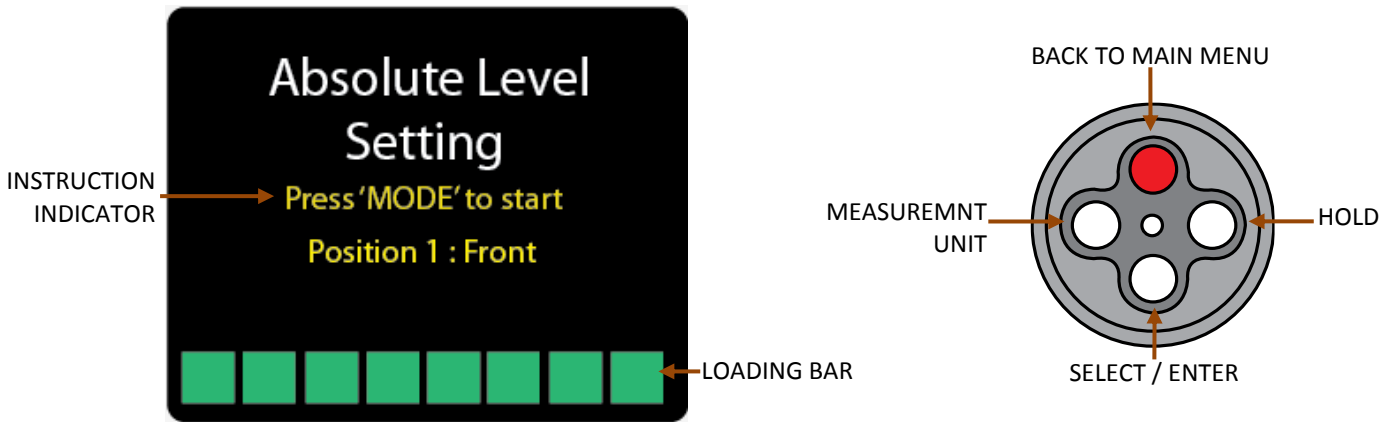 Absolute Level
Setting
INSTRUCTION
INDICATOR
Press 'MODE' to start
Position 1 : Front
LOADING BAR
BACK TO MAIN MENU
MEASUREMNT
UNIT
HOLD
SELECT / ENTER